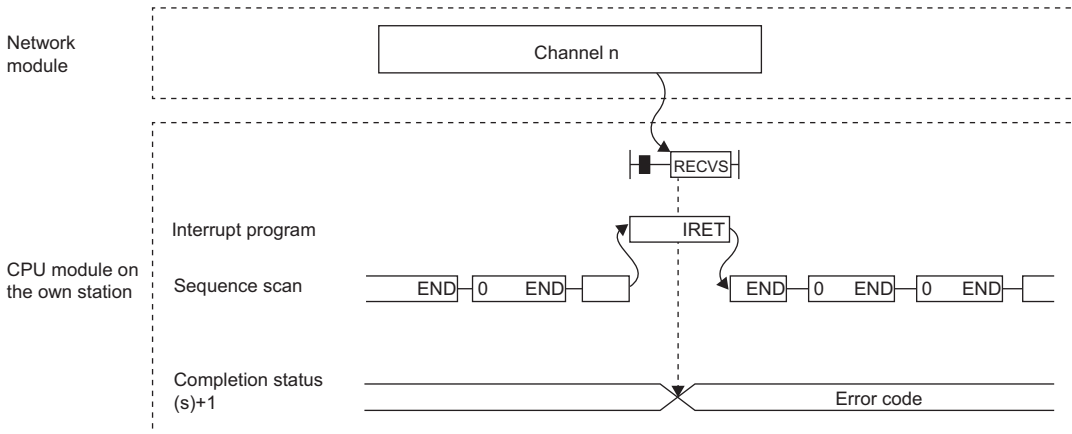 Network
module
Channel n
RECVS
Interrupt program
IRET
CPU module on
the own station
Sequence scan
END 0 END END 0 END 0 END
Completion status
(s)+1
Error code